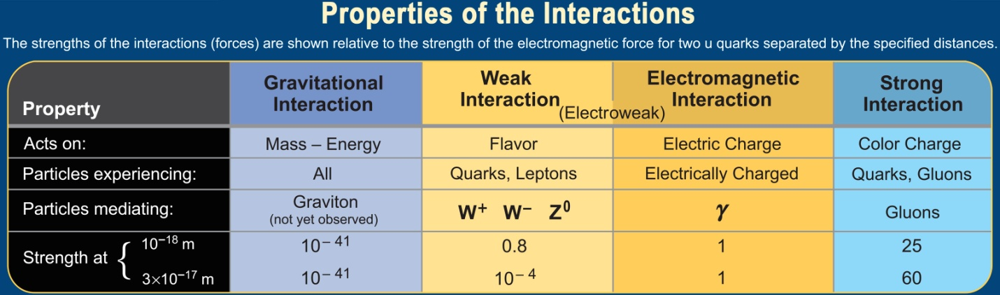 Properties of the Interactions
The strengths of the interactions (forces) are shown relative to the strength of the electromagnetic force for two u quarks separated by the specified distances.
Property
Gravitational
Interaction
Weak
Interaction
(Electroweak)
Electromagnetic
Interaction
Strong
Interaction
Acts on: Mass – Energy Flavor Electric Charge Color Charge
Particles experiencing: All Quarks, Leptons Electrically Charged Quarks, Gluons
Particles mediating: Graviton
(not yet observed)
W⁺ W⁻ Z⁰ γ Gluons
Strength at {
10⁻¹⁸ m 10⁻⁴¹ 0.8 1 25
3×10⁻¹⁷ m 10⁻⁴¹ 10⁻⁴ 1 60